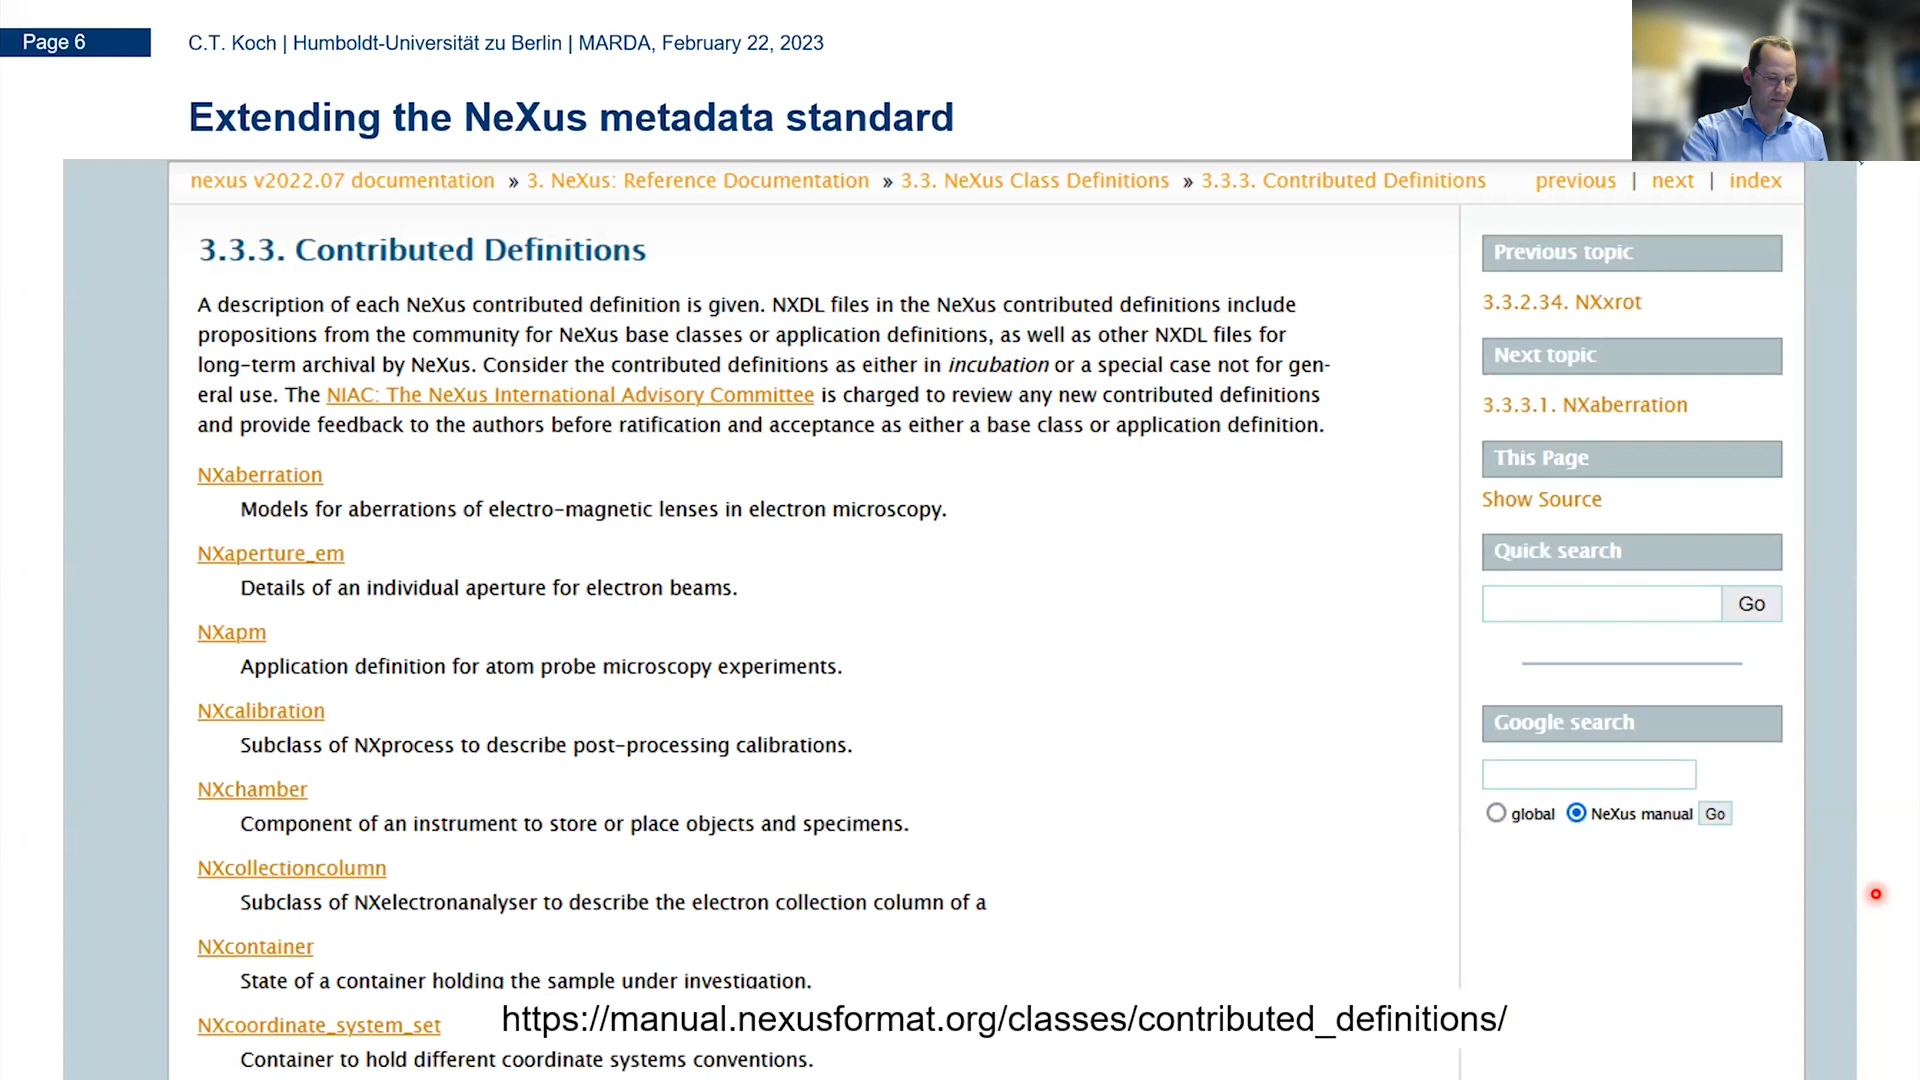 Page 6
C.T. Koch | Humboldt-Universität zu Berlin | MARDA, February 22, 2023
Extending the NeXus metadata standard
nexus v2022.07 documentation » 3. NeXus: Reference Documentation » 3.3. NeXus Class Definitions » 3.3.3. Contributed Definitions previous | next | index
3.3.3. Contributed Definitions
A description of each NeXus contributed definition is given. NXDL files in the NeXus contributed definitions include
propositions from the community for NeXus base classes or application definitions, as well as other NXDL files for
long-term archival by NeXus. Consider the contributed definitions as either in incubation or a special case not for gen-
eral use. The NIAC: The NeXus International Advisory Committee is charged to review any new contributed definitions
and provide feedback to the authors before ratification and acceptance as either a base class or application definition.
NXaberration
Models for aberrations of electro-magnetic lenses in electron microscopy.
NXaperture_em
Details of an individual aperture for electron beams.
NXapm
Application definition for atom probe microscopy experiments.
NXcalibration
Subclass of NXprocess to describe post-processing calibrations.
NXchamber
Component of an instrument to store or place objects and specimens.
NXcollectioncolumn
Subclass of NXelectronanalyser to describe the electron collection column of a
NXcontainer
State of a container holding the sample under investigation.
NXcoordinate_system_set
Container to hold different coordinate systems conventions.
https://manual.nexusformat.org/classes/contributed_definitions/
Previous topic
3.3.2.34. NXxrot
Next topic
3.3.3.1. NXaberration
This Page
Show Source
Quick search
Go
Google search
global NeXus manual Go